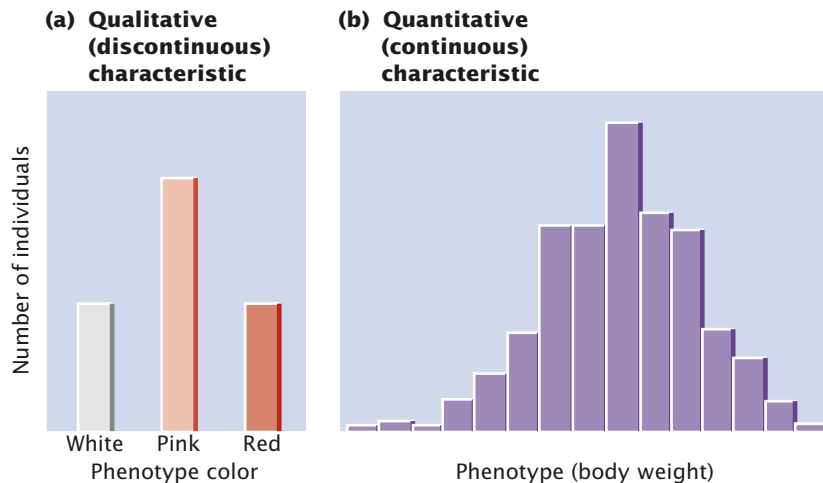 (a) Qualitative
(discontinuous)
characteristic
Number of individuals
White Pink Red
Phenotype color
(b) Quantitative
(continuous)
characteristic
Phenotype (body weight)